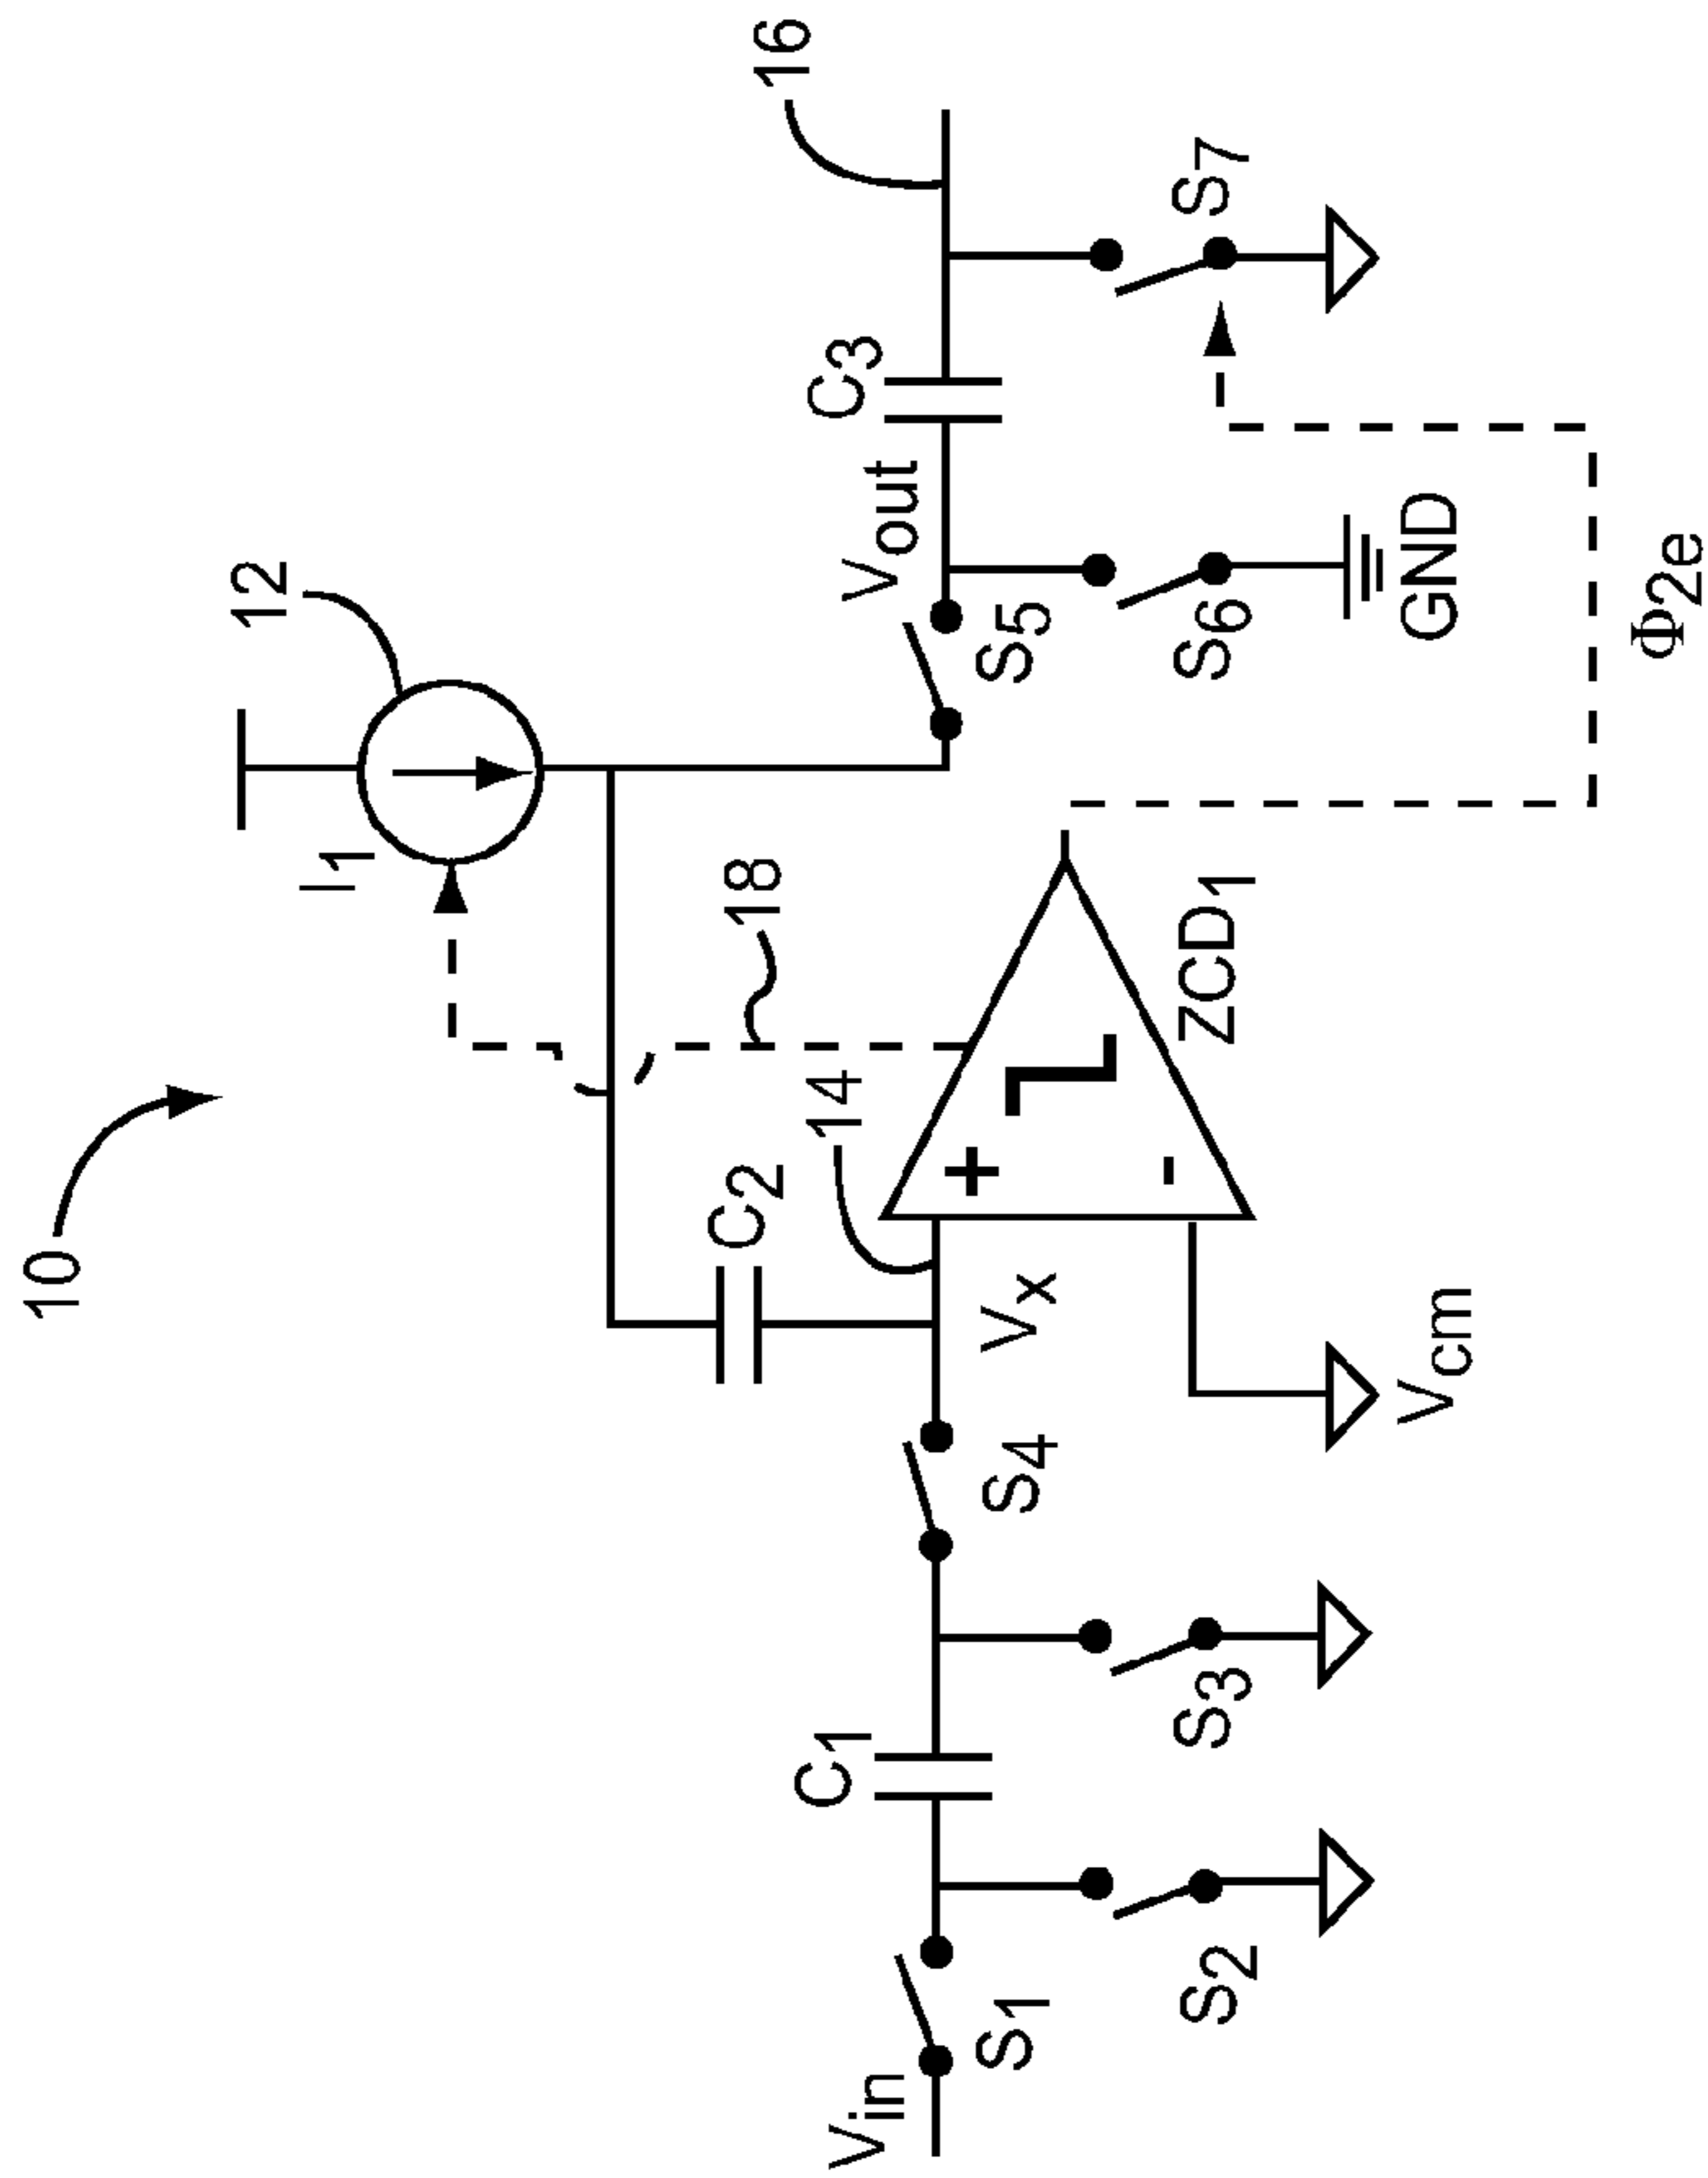 10
12
I1
16
18
C2
14
Vout
C3
Vin
S1
C1
S4
Vx
+
-
ZCD1
S5
S2
S3
Vcm
S6
GND
S7
Φ2e